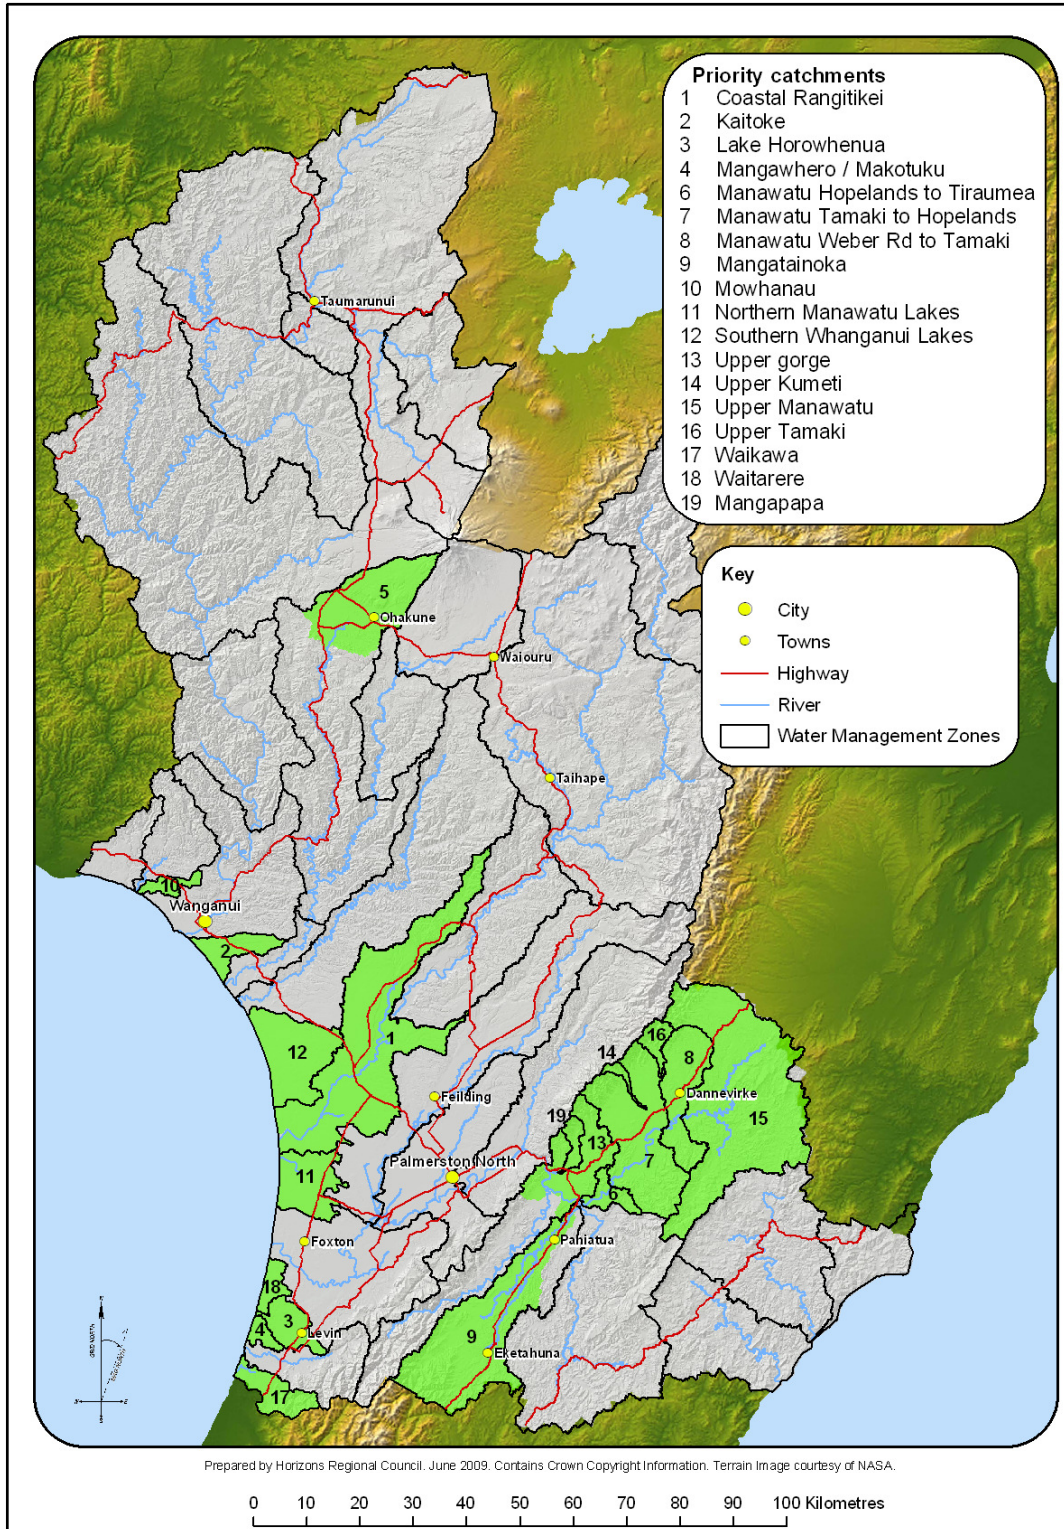 Priority catchments
1 Coastal Rangitikei
2 Kaitoke
3 Lake Horowhenua
4 Mangawhero / Makotuku
6 Manawatu Hopelands to Tiraumea
7 Manawatu Tamaki to Hopelands
8 Manawatu Weber Rd to Tamaki
9 Mangatainoka
10 Mowhanau
11 Northern Manawatu Lakes
12 Southern Whanganui Lakes
13 Upper gorge
14 Upper Kumeti
15 Upper Manawatu
16 Upper Tamaki
17 Waikawa
18 Waitarere
19 Mangapapa
Key
City
Towns
Highway
River
Water Management Zones
Taumarunui
5
Ohakune
Waiouru
Taihape
10
Wanganui
2
1
12
16
14
8
Feilding
Dannevirke
19
13
15
7
Palmerston North
11
6
Foxton
Pahiatua
18
3
4
Levin
9
Eketahuna
17
GRID NORTH
Prepared by Horizons Regional Council. June 2009. Contains Crown Copyright Information. Terrain Image courtesy of NASA.
0 10 20 30 40 50 60 70 80 90 100 Kilometres